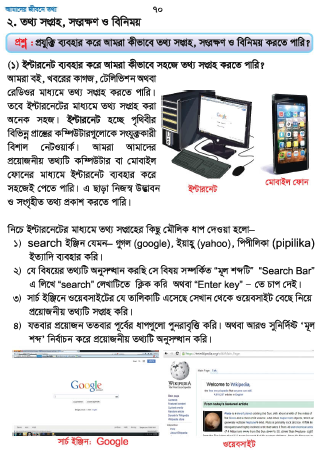 আমাদের জীবনে তথ্য
৭০
২. তথ্য সংগ্রহ, সংরক্ষণ ও বিনিময়
প্রশ্ন : প্রযুক্তি ব্যবহার করে আমরা কীভাবে তথ্য সংগ্রহ, সংরক্ষণ ও বিনিময় করতে পারি?
(১) ইন্টারনেট ব্যবহার করে আমরা কীভাবে সহজে তথ্য সংগ্রহ করতে পারি?
আমরা বই, খবরের কাগজ, টেলিভিশন অথবা
রেডিওর মাধ্যমে তথ্য সংগ্রহ করতে পারি।
তবে ইন্টারনেটের মাধ্যমে তথ্য সংগ্রহ করা
অনেক সহজ। ইন্টারনেট হচ্ছে পৃথিবীর
বিভিন্ন প্রান্তের কম্পিউটারগুলোকে সংযুক্তকারী
বিশাল নেটওয়ার্ক। আমরা আমাদের
প্রয়োজনীয় তথ্যটি কম্পিউটার বা মোবাইল
ফোনের মাধ্যমে ইন্টারনেট ব্যবহার করে
সহজেই পেতে পারি। এ ছাড়া নিজস্ব উদ্ভাবন
ও সংগৃহীত তথ্য প্রকাশ করতে পারি।
ইন্টারনেট
মোবাইল ফোন
নিচে ইন্টারনেটের মাধ্যমে তথ্য সংগ্রহের কিছু মৌলিক ধাপ দেওয়া হলো–
১) search ইঞ্জিন যেমন– গুগল (google), ইয়াহু (yahoo), পিপীলিকা (pipilika)
ইত্যাদি ব্যবহার করি।
২) যে বিষয়ের তথ্যটি অনুসন্ধান করছি সে বিষয় সম্পর্কিত “মূল শব্দটি” "Search Bar"
এ লিখে “search” লেখাটিতে ক্লিক করি অথবা “Enter key” – তে চাপ দেই।
৩) সার্চ ইঞ্জিনে ওয়েবসাইটের যে তালিকাটি এসেছে সেখান থেকে ওয়েবসাইট বেছে নিয়ে
প্রয়োজনীয় তথ্যটি সংগ্রহ করি।
৪) যতবার প্রয়োজন ততবার পূর্বের ধাপগুলো পুনরাবৃত্তি করি। অথবা আরও সুনির্দিষ্ট ‘মূল
শব্দ’ নির্বাচন করে প্রয়োজনীয় তথ্যটি অনুসন্ধান করি।
Google
WIKIPEDIA
Welcome to Wikipedia,
From today's featured article
সার্চ ইঞ্জিন: Google
ওয়েবসাইট